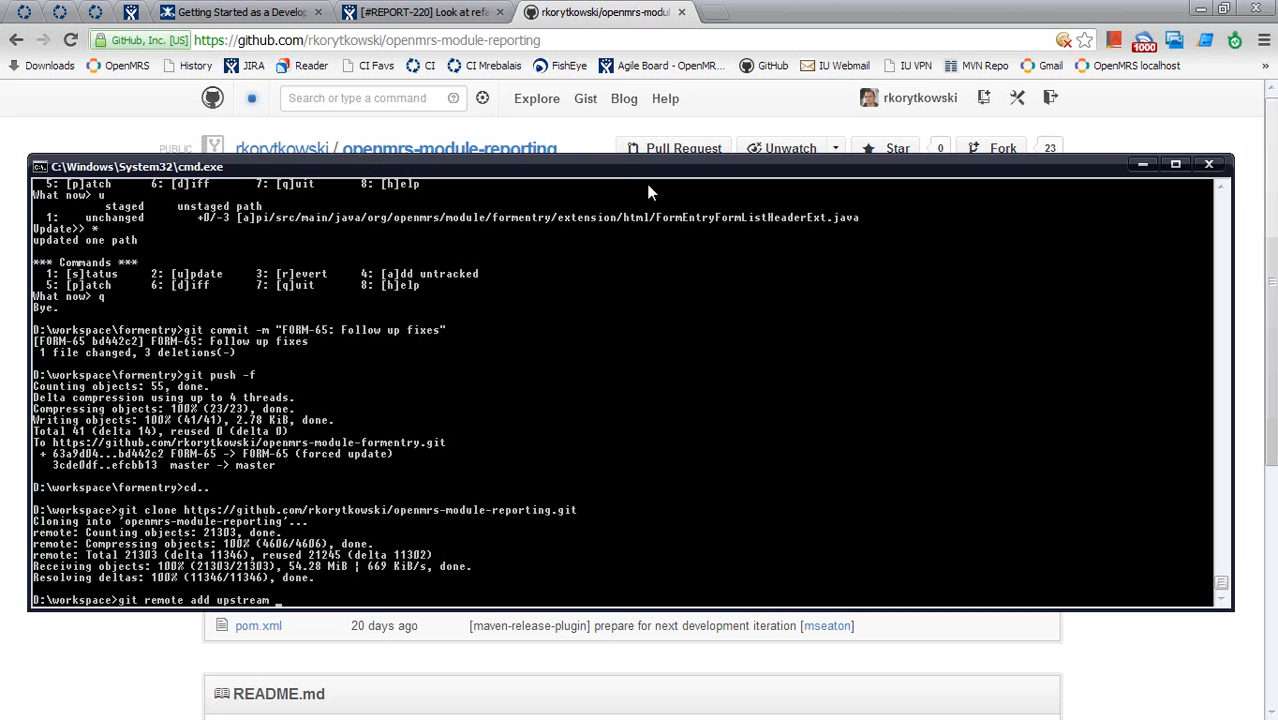 Getting Started as a Develop
[#REPORT-220] Look at refa
rkorytkowski/openmrs-modu
GitHub, Inc. [US]
https://github.com/rkorytkowski/openmrs-module-reporting
1000
Downloads OpenMRS History JIRA Reader CI Favs CI CI Mrebalais FishEye Agile Board - OpenMR... GitHub IU Webmail IU VPN MVN Repo Gmail OpenMRS localhost »
Search or type a command
Explore Gist Blog Help
rkorytkowski
PUBLIC
rkorytkowski / openmrs-module-reporting
Pull Request Unwatch Star 0 Fork 23
C:\Windows\System32\cmd.exe
5: [p]atch 6: [d]iff 7: [q]uit 8: [h]elp
What now> u
staged unstaged path
1: unchanged +0/-3 [a]pi/src/main/java/org/openmrs/module/formentry/extension/html/FormEntryFormListHeaderExt.java
Update>> *
updated one path
*** Commands ***
1: [s]tatus 2: [u]pdate 3: [r]evert 4: [a]dd untracked
5: [p]atch 6: [d]iff 7: [q]uit 8: [h]elp
What now> q
Bye.
D:\workspace\formentry>git commit -m "FORM-65: Follow up fixes"
[FORM-65 bd442c2] FORM-65: Follow up fixes
1 file changed, 3 deletions(-)
D:\workspace\formentry>git push -f
Counting objects: 55, done.
Delta compression using up to 4 threads.
Compressing objects: 100% (23/23), done.
Writing objects: 100% (41/41), 2.78 KiB, done.
Total 41 (delta 14), reused 0 (delta 0)
To https://github.com/rkorytkowski/openmrs-module-formentry.git
+ 63a9d04...bd442c2 FORM-65 -> FORM-65 (forced update)
3cde0df..efcbb13 master -> master
D:\workspace\formentry>cd..
D:\workspace>git clone https://github.com/rkorytkowski/openmrs-module-reporting.git
Cloning into 'openmrs-module-reporting'...
remote: Counting objects: 21303, done.
remote: Compressing objects: 100% (4606/4606), done.
remote: Total 21303 (delta 11346), reused 21245 (delta 11302)
Receiving objects: 100% (21303/21303), 54.28 MiB | 669 KiB/s, done.
Resolving deltas: 100% (11346/11346), done.
D:\workspace>git remote add upstream _
pom.xml 20 days ago [maven-release-plugin] prepare for next development iteration [mseaton]
README.md